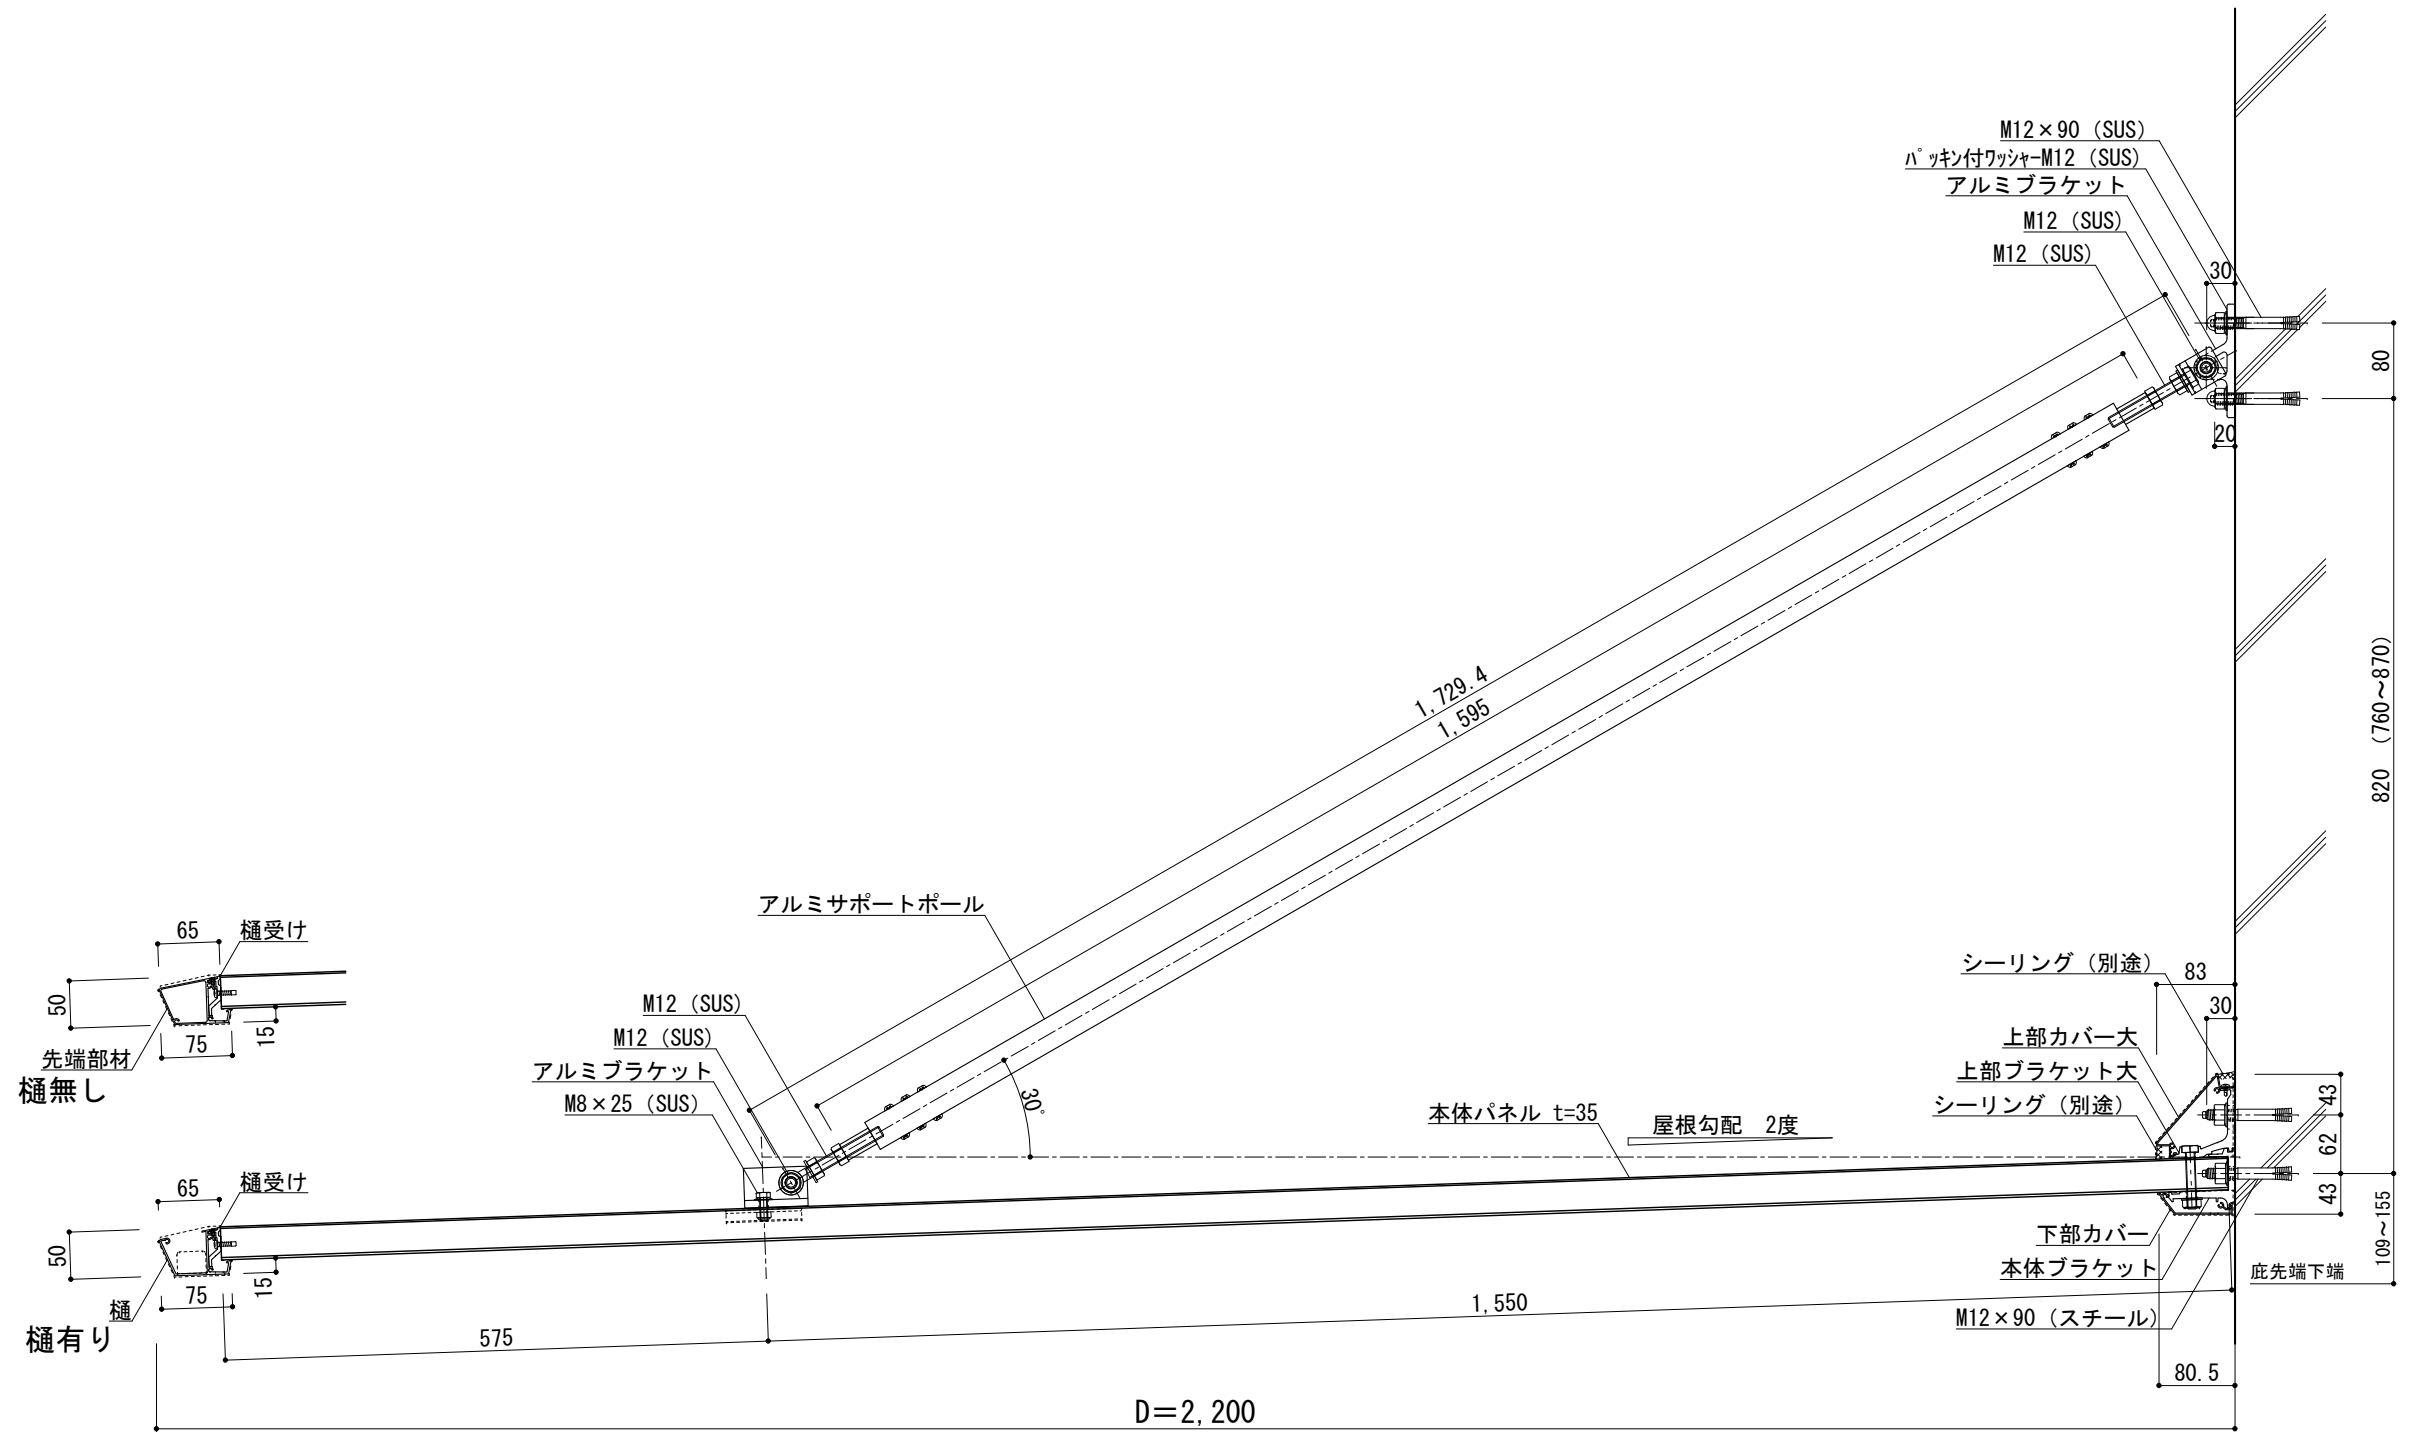 M12×90 (SUS)
パッキン付ワッシャーM12 (SUS)
アルミブラケット
M12 (SUS)
M12 (SUS)
30
80
20
1,729.4
1,595
820 (760～870)
アルミサポートポール
65
樋受け
50
75
15
先端部材
樋無し
M12 (SUS)
M12 (SUS)
アルミブラケット
M8×25 (SUS)
30°
本体パネル t=35
屋根勾配 2度
シーリング (別途)
83
30
上部カバー大
上部ブラケット大
シーリング (別途)
43
62
43
109～155
65
樋受け
50
75
15
樋
樋有り
下部カバー
本体ブラケット
庇先端下端
M12×90 (スチール)
575
1,550
80.5
D＝2,200